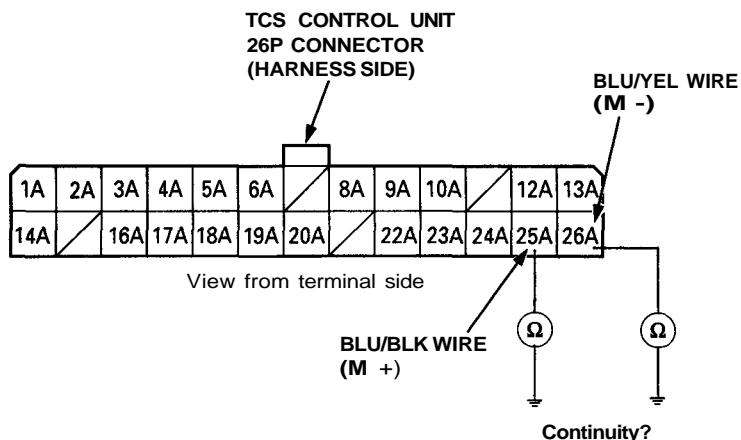 TCS CONTROL UNIT
26P CONNECTOR
(HARNESS SIDE)
BLU/YEL WIRE
(M -)
1A 2A 3A 4A 5A 6A 8A 9A 10A 12A 13A
14A 16A 17A 18A 19A 20A 22A 23A 24A 25A 26A
View from terminal side
Ω Ω
BLU/BLK WIRE
(M +)
Continuity?